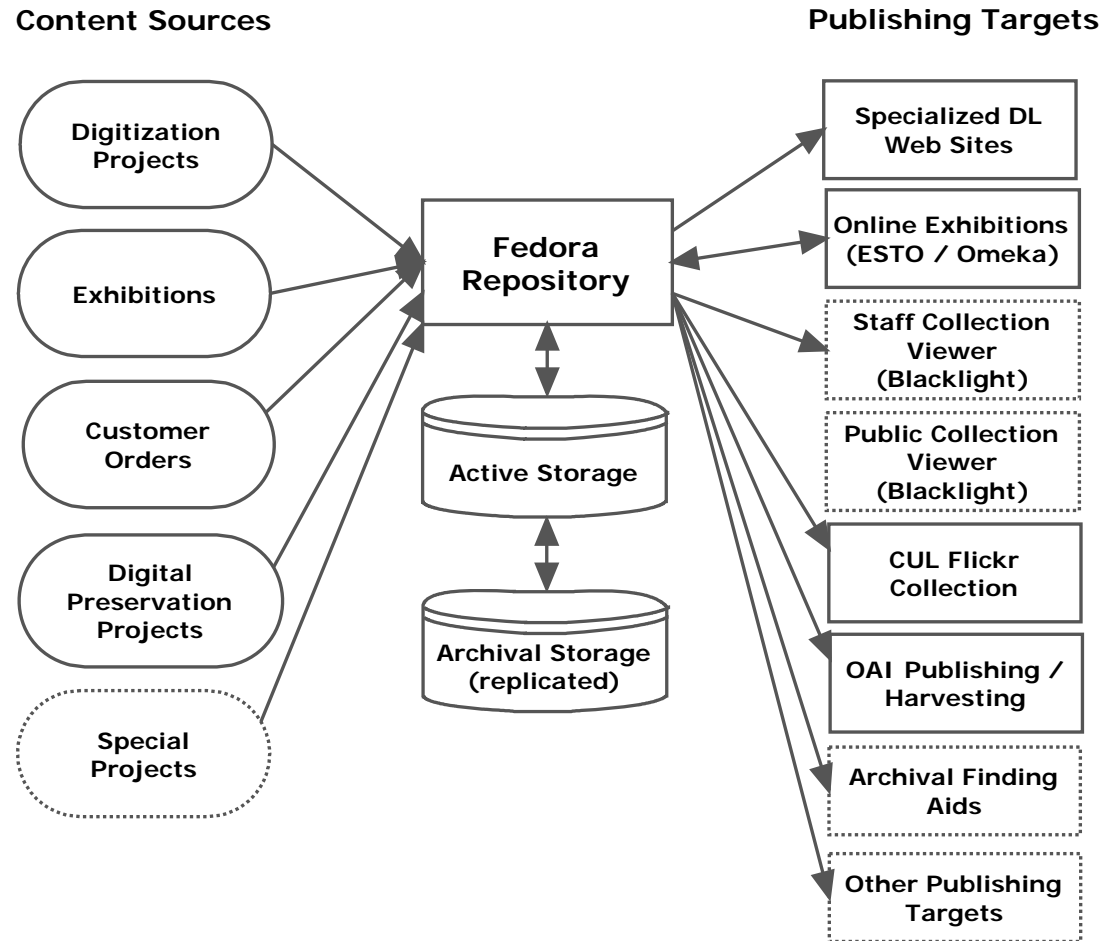 Content Sources
Publishing Targets
Digitization
Projects
Exhibitions
Customer
Orders
Digital
Preservation
Projects
Special
Projects
Fedora
Repository
Active Storage
Archival Storage
(replicated)
Specialized DL
Web Sites
Online Exhibitions
(ESTO / Omeka)
Staff Collection
Viewer
(Blacklight)
Public Collection
Viewer
(Blacklight)
CUL Flickr
Collection
OAI Publishing /
Harvesting
Archival Finding
Aids
Other Publishing
Targets